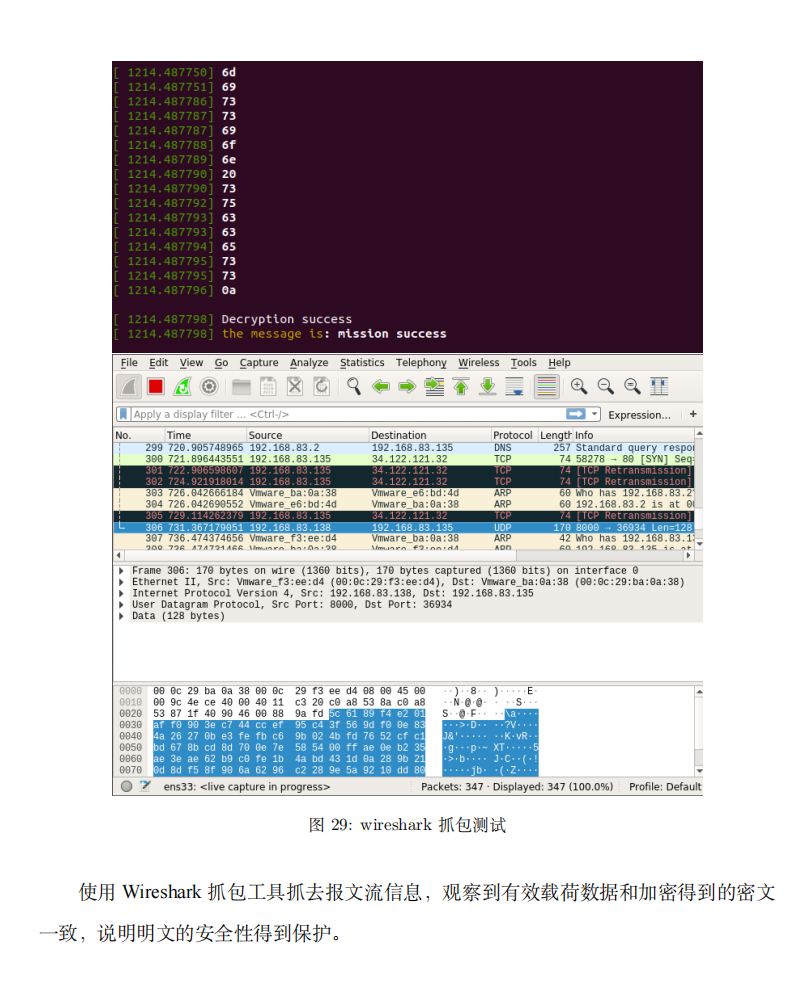 [ 1214.487750] 6d
[ 1214.487751] 69
[ 1214.487786] 73
[ 1214.487787] 73
[ 1214.487787] 69
[ 1214.487788] 6f
[ 1214.487789] 6e
[ 1214.487790] 20
[ 1214.487790] 73
[ 1214.487792] 75
[ 1214.487793] 63
[ 1214.487793] 63
[ 1214.487794] 65
[ 1214.487795] 73
[ 1214.487795] 73
[ 1214.487796] 0a
[ 1214.487798] Decryption success
[ 1214.487798] the message is: mission success
File Edit View Go Capture Analyze Statistics Telephony Wireless Tools Help
Apply a display filter ... <Ctrl-/> Expression... +
No. Time Source Destination Protocol Length Info
299 720.905748965 192.168.83.2 192.168.83.135 DNS 257 Standard query respo
300 721.896443551 192.168.83.135 34.122.121.32 TCP 74 58278 → 80 [SYN] Seq
301 722.906598607 192.168.83.135 34.122.121.32 TCP 74 [TCP Retransmission]
302 724.921918014 192.168.83.135 34.122.121.32 TCP 74 [TCP Retransmission]
303 726.042666184 Vmware_ba:0a:38 Vmware_e6:bd:4d ARP 60 Who has 192.168.83.2
304 726.042690552 Vmware_e6:bd:4d Vmware_ba:0a:38 ARP 60 192.168.83.2 is at 0
305 729.114262379 192.168.83.135 34.122.121.32 TCP 74 [TCP Retransmission]
306 731.367179051 192.168.83.138 192.168.83.135 UDP 170 8000 → 36934 Len=128
307 736.474374656 Vmware_ba:0a:38 Vmware_f3:ee:d4 ARP 42 Who has 192.168.83.1
308 736.474731466 Vmware_f3:ee:d4 Vmware_ba:0a:38 ARP 60 192.168.83.135 is at
Frame 306: 170 bytes on wire (1360 bits), 170 bytes captured (1360 bits) on interface 0
Ethernet II, Src: Vmware_f3:ee:d4 (00:0c:29:f3:ee:d4), Dst: Vmware_ba:0a:38 (00:0c:29:ba:0a:38)
Internet Protocol Version 4, Src: 192.168.83.138, Dst: 192.168.83.135
User Datagram Protocol, Src Port: 8000, Dst Port: 36934
Data (128 bytes)
0000 00 0c 29 ba 0a 38 00 0c 29 f3 ee d4 08 00 45 00 ··)··8·· )·····E·
0010 00 9c 4e ce 40 00 40 11 c3 20 c0 a8 53 8a c0 a8 ··N·@·@· · ··S···
0020 53 87 1f 40 90 46 00 88 9a fd 5c 61 89 f4 e2 01 S··@·F·· ··\a····
0030 af f0 90 3e c7 44 cc ef 95 c4 3f 56 9d f0 0e 83 ···>·D·· ··?V····
0040 4a 26 27 0b e3 fe fb c6 9b 02 4b fd 76 52 cf c1 J&'····· ··K·vR··
0050 bd 67 8b cd 8d 70 0e 7e 58 54 00 ff ae 0e b2 35 ·g···p·~ XT·····5
0060 ae 3e ae 62 b9 c0 fe 1b 4a bd 43 1d 0a 28 9b 21 ·>·b···· J·C··(·!
0070 0d 8d f5 8f 90 6a 62 96 c2 28 9e 5a 92 10 dd 80 ·····jb· ·(·Z····
ens33: <live capture in progress> Packets: 347 · Displayed: 347 (100.0%) Profile: Default
图 29: wireshark 抓包测试
使用 Wireshark 抓包工具抓去报文流信息，观察到有效载荷数据和加密得到的密文
一致，说明明文的安全性得到保护。